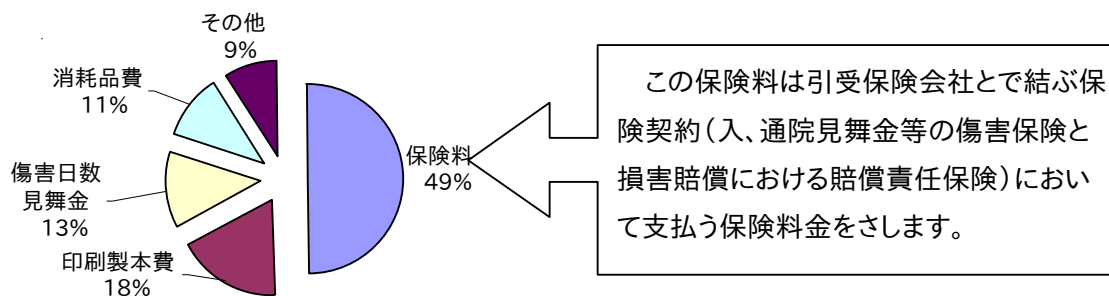 その他
9%
消耗品費
11%
傷害日数
見舞金
13%
印刷製本費
18%
保険料
49%
この保険料は引受保険会社とで結ぶ保
険契約(入、通院見舞金等の傷害保険と
損害賠償における賠償責任保険)におい
て支払う保険料金をさします。